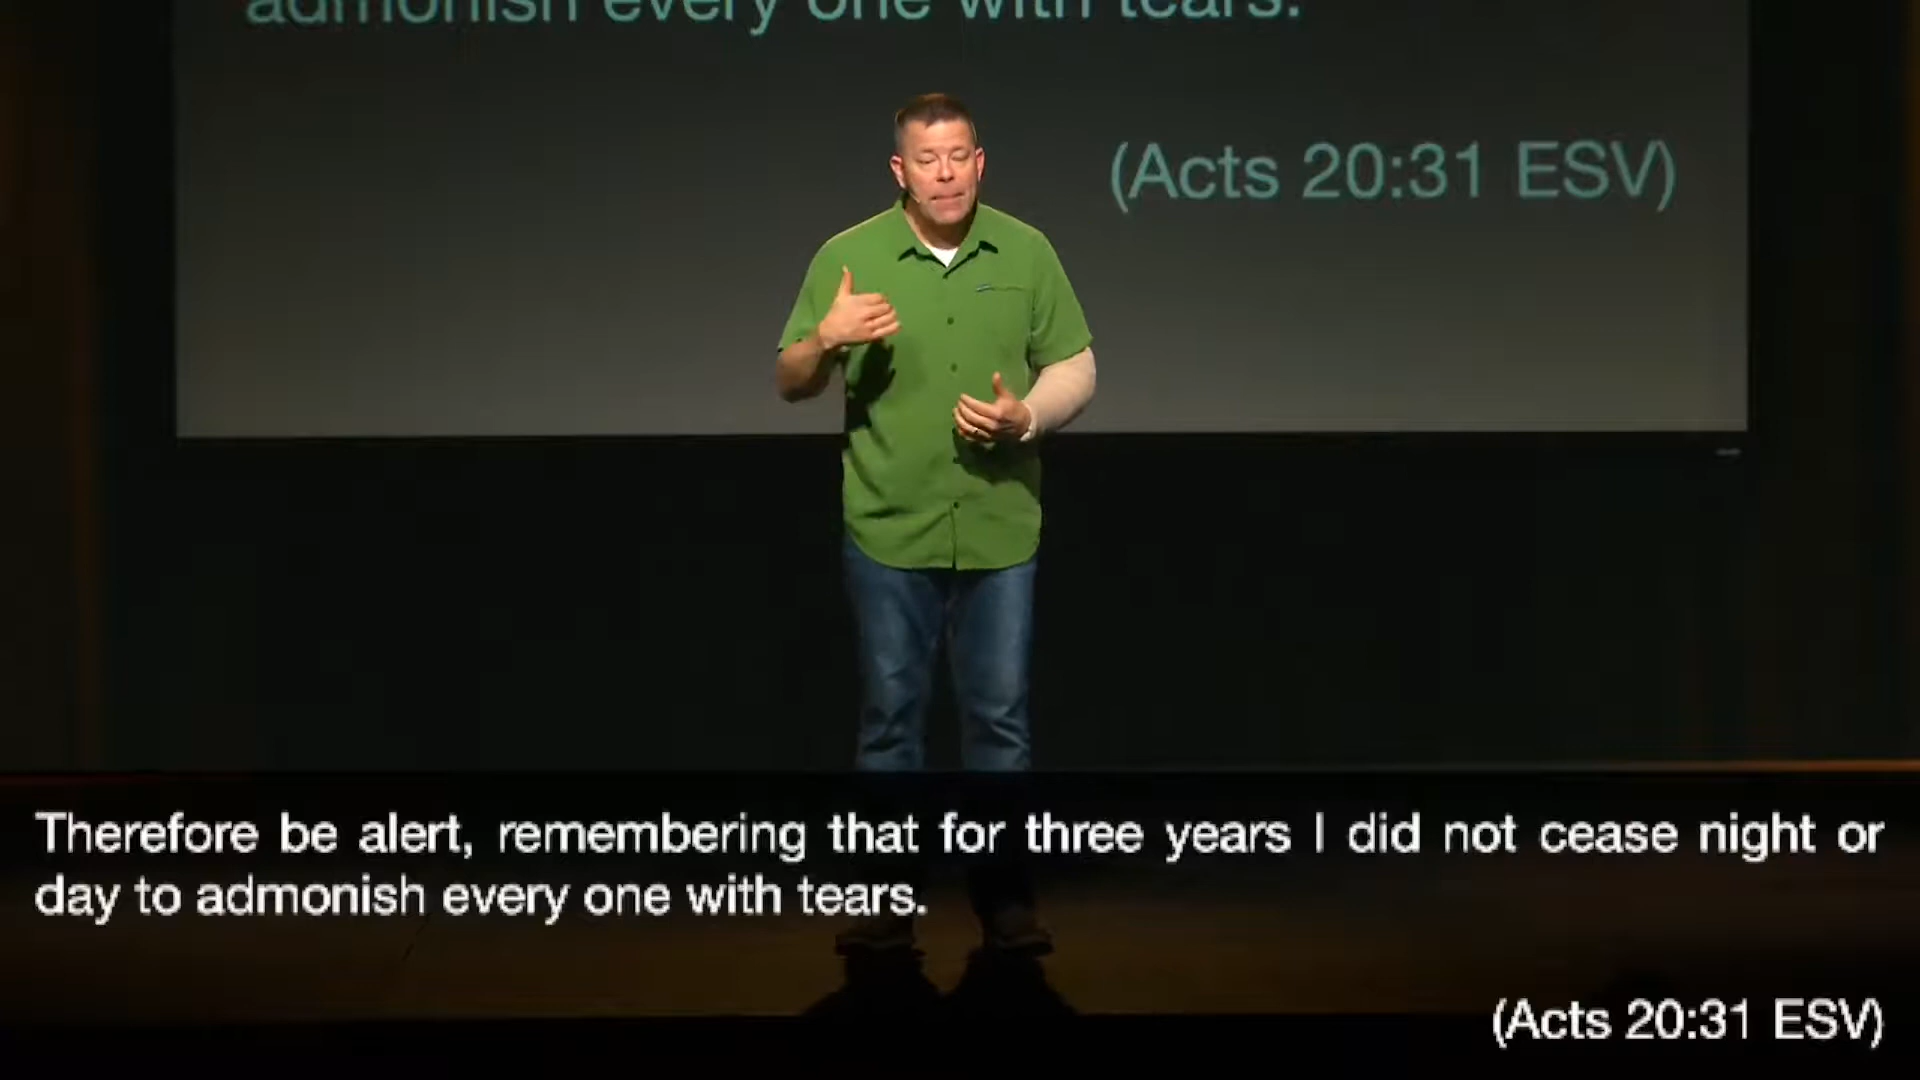 admonish every one with tears.
(Acts 20:31 ESV)
Therefore be alert, remembering that for three years I did not cease night or
day to admonish every one with tears.
(Acts 20:31 ESV)